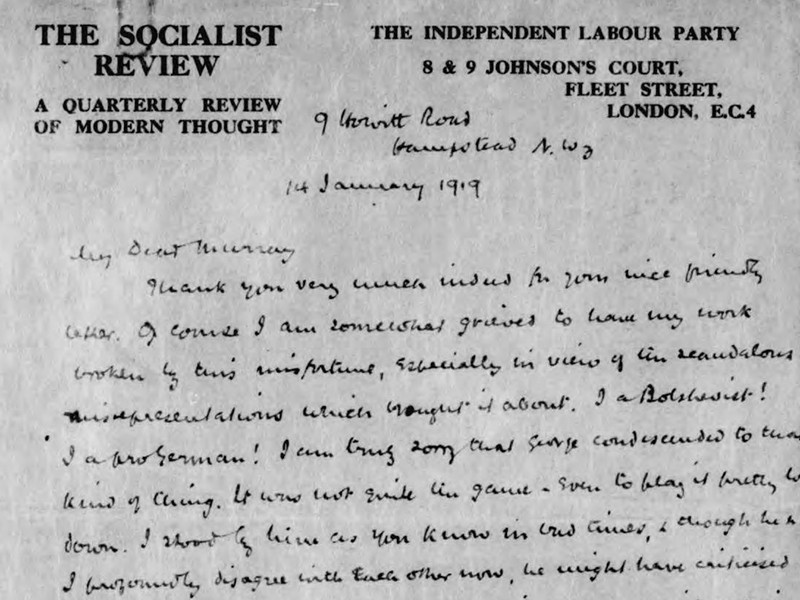 THE SOCIALIST
REVIEW
A QUARTERLY REVIEW
OF MODERN THOUGHT
THE INDEPENDENT LABOUR PARTY
8 & 9 JOHNSON'S COURT,
FLEET STREET,
LONDON, E.C.4
9 Howitt Road
Hampstead N.W3
14 January 1919
My Dear Murray
Thank you very much indeed for your nice friendly
letter. Of course I am somewhat grieved to have my work
broken by this misfortune, especially in view of the scandalous
misrepresentations which brought it about. I a Bolshevist!
I a proGerman! I am truly sorry that George condescended to that
kind of thing. It was not quite the game - even to play it pretty low
down. I stood by him as you know in bad times, & though he &
I profoundly disagree with each other now, he might have criticised